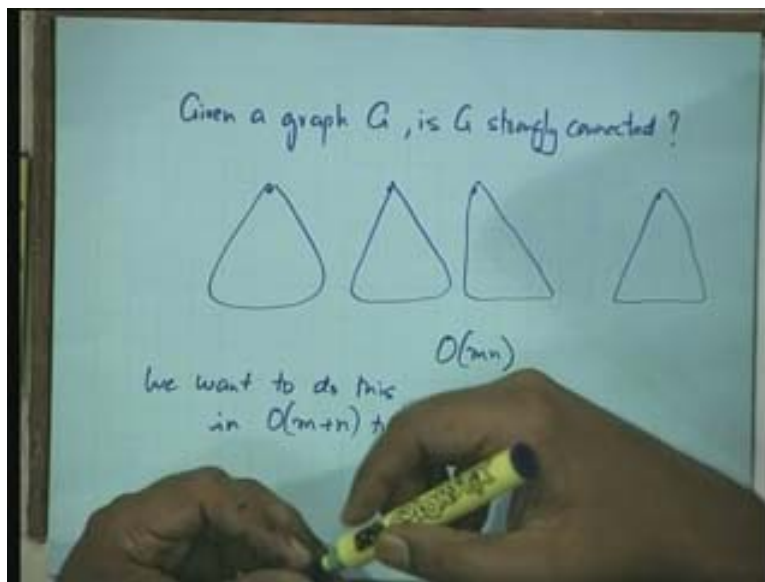 Given a graph G, is G strongly connected?
O(mn)
We want to do this
in O(m+n)